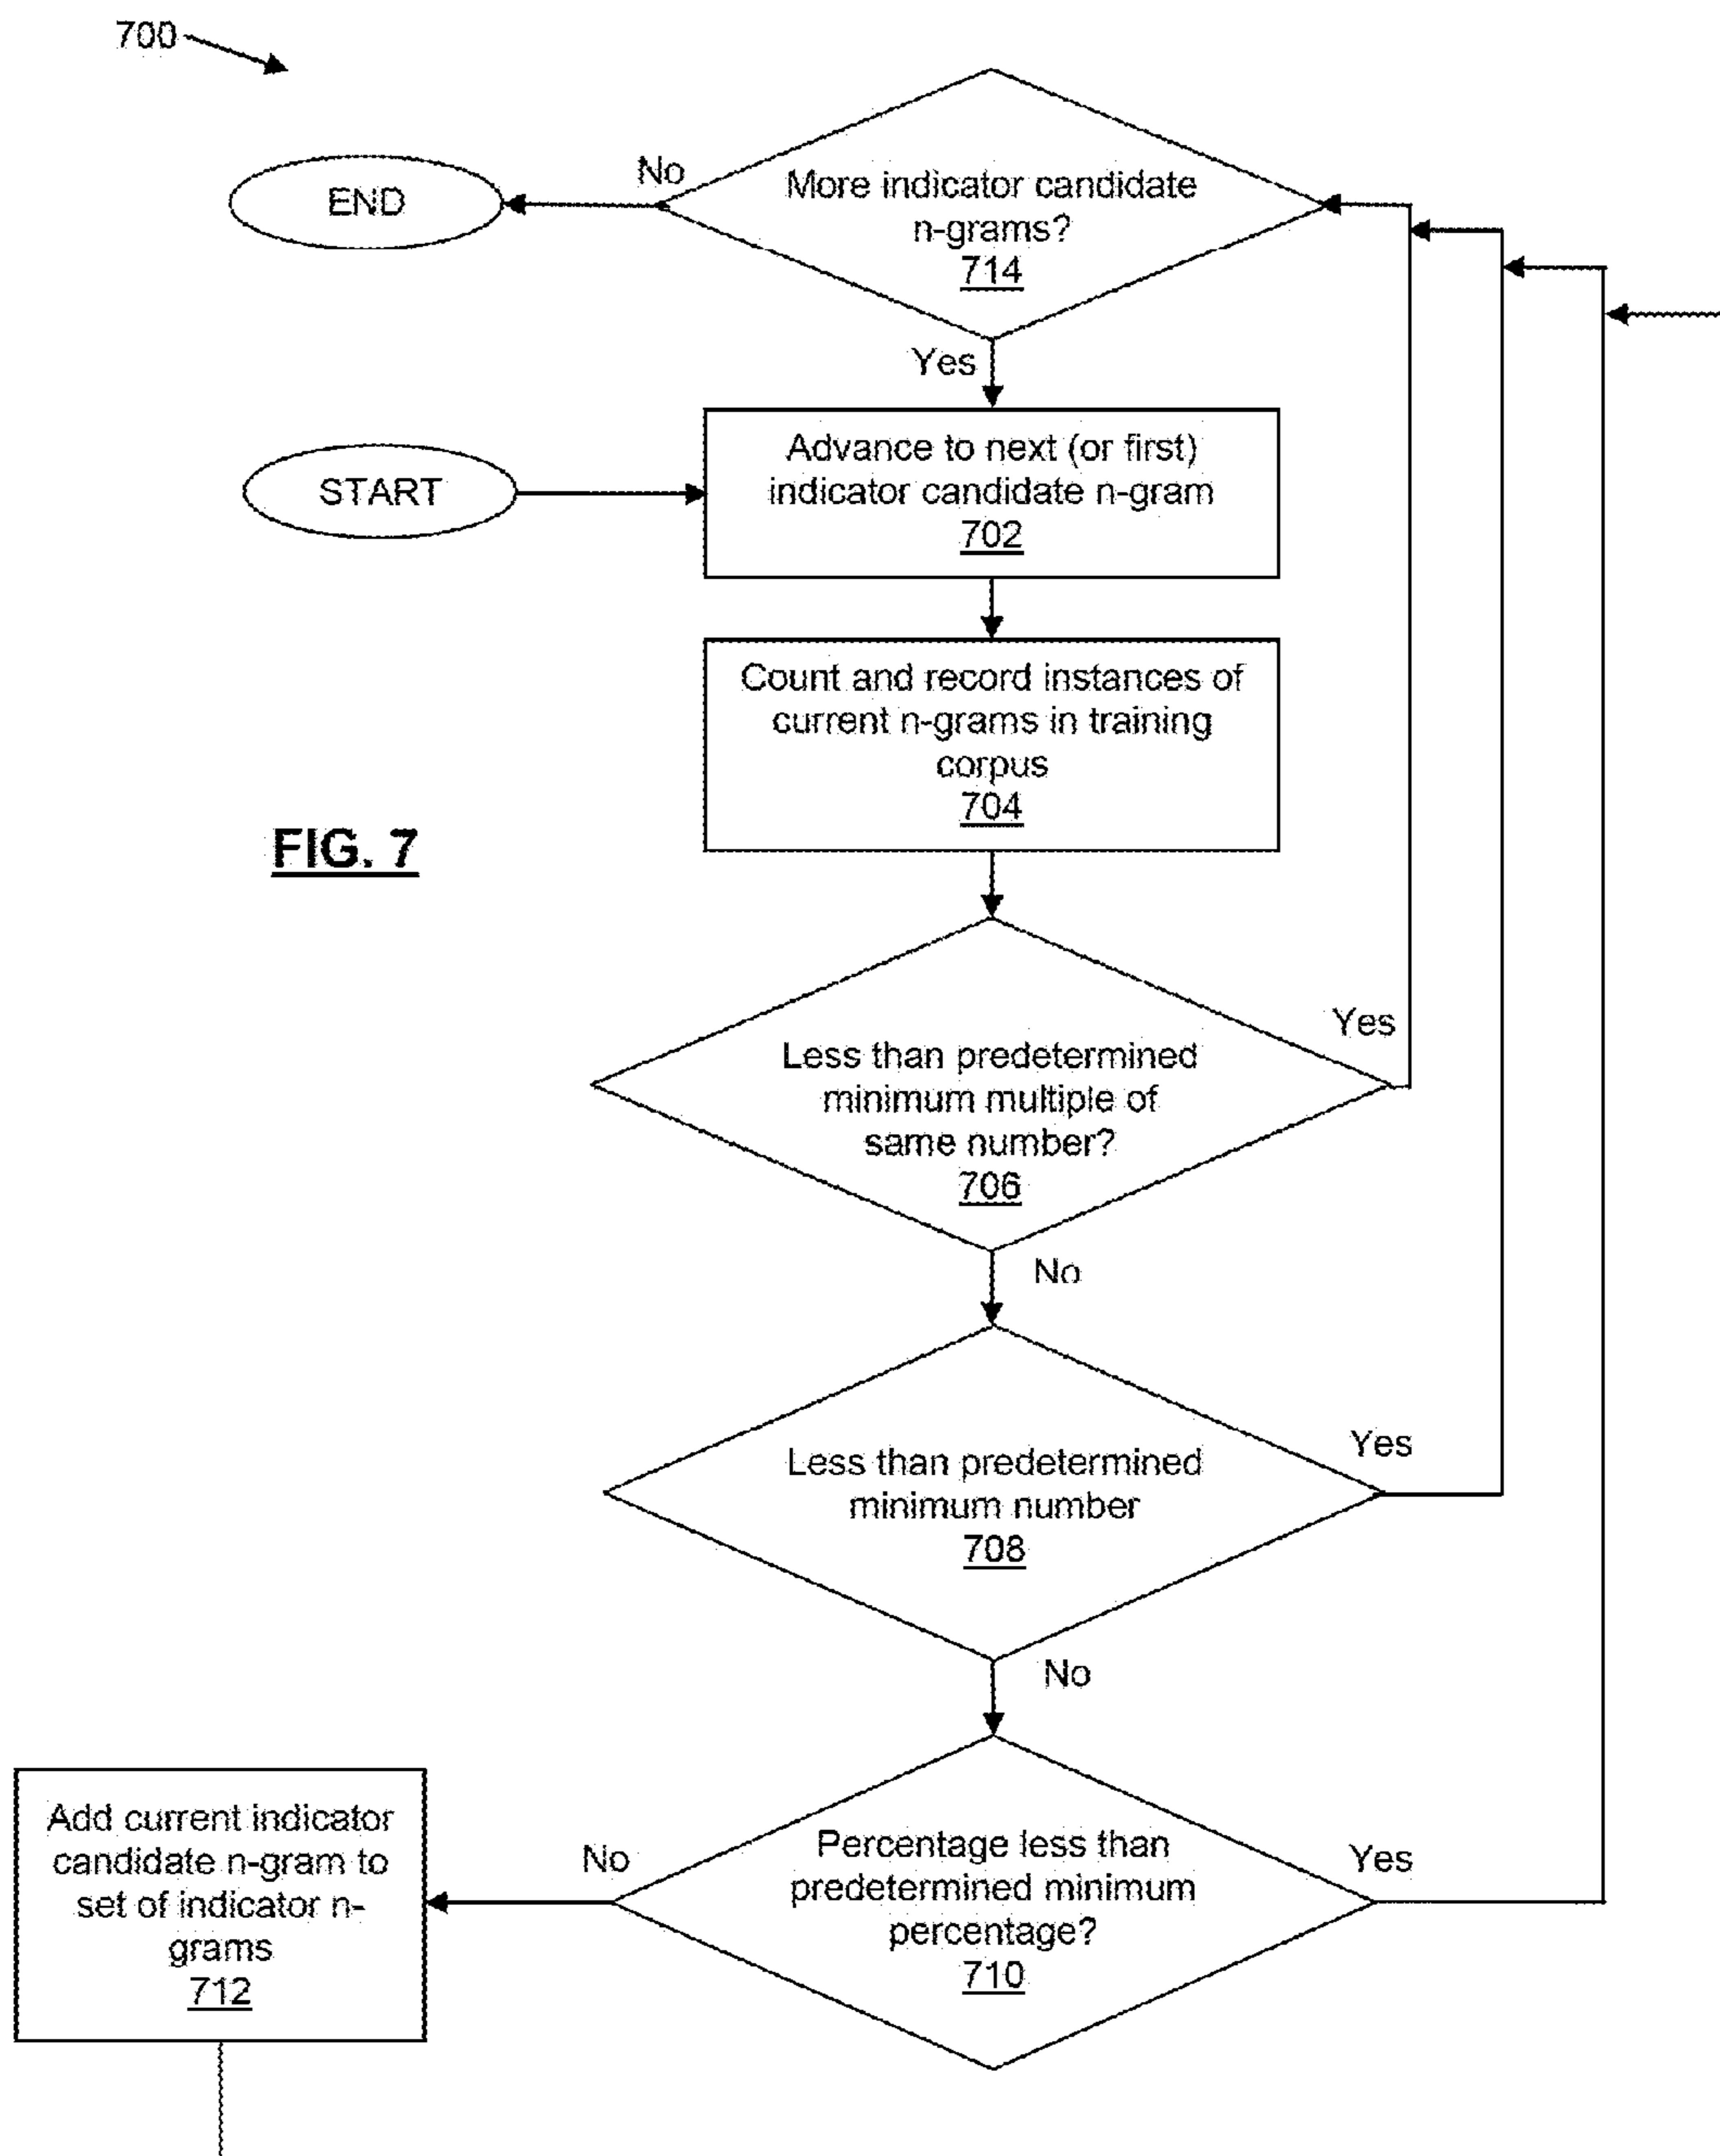 700
No
END
More indicator candidate
n-grams?
714
Yes
START
Advance to next (or first)
indicator candidate n-gram
702
Count and record instances of
current n-grams in training
corpus
704
FIG. 7
Less than predetermined
minimum multiple of
same number?
706
Yes
No
Less than predetermined
minimum number
708
Yes
No
Percentage less than
predetermined minimum
percentage?
710
Yes
No
Add current indicator
candidate n-gram to
set of indicator n-
grams
712